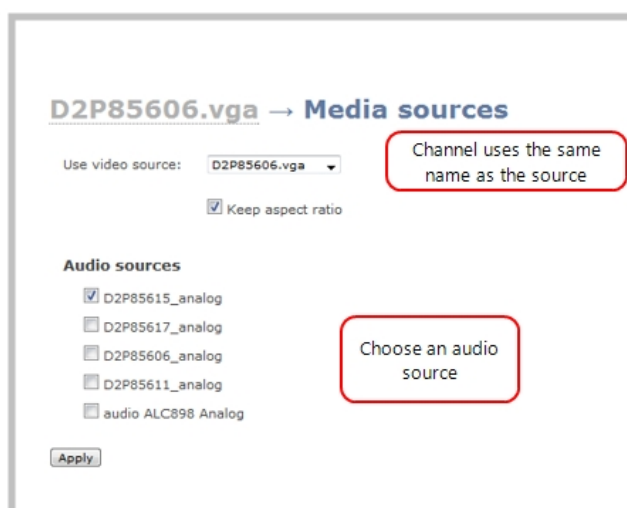 D2P85606.vga → Media sources
Channel uses the same
name as the source
Use video source: D2P85606.vga
Keep aspect ratio
Audio sources
D2P85615_analog
D2P85617_analog
D2P85606_analog
D2P85611_analog
audio ALC898 Analog
Choose an audio
source
Apply